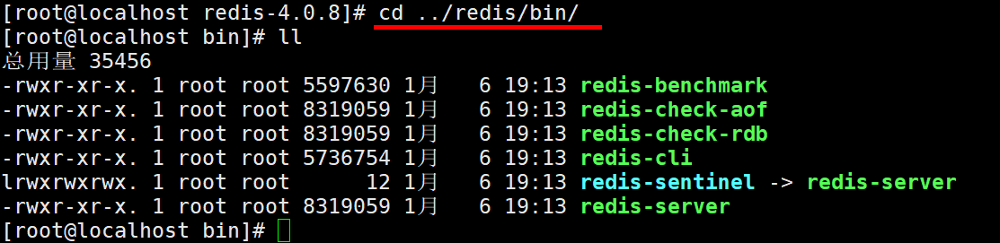 [root@localhost redis-4.0.8]# cd ../redis/bin/
[root@localhost bin]# ll
总用量 35456
-rwxr-xr-x. 1 root root 5597630 1月   6 19:13 redis-benchmark
-rwxr-xr-x. 1 root root 8319059 1月   6 19:13 redis-check-aof
-rwxr-xr-x. 1 root root 8319059 1月   6 19:13 redis-check-rdb
-rwxr-xr-x. 1 root root 5736754 1月   6 19:13 redis-cli
lrwxrwxrwx. 1 root root      12 1月   6 19:13 redis-sentinel -> redis-server
-rwxr-xr-x. 1 root root 8319059 1月   6 19:13 redis-server
[root@localhost bin]#